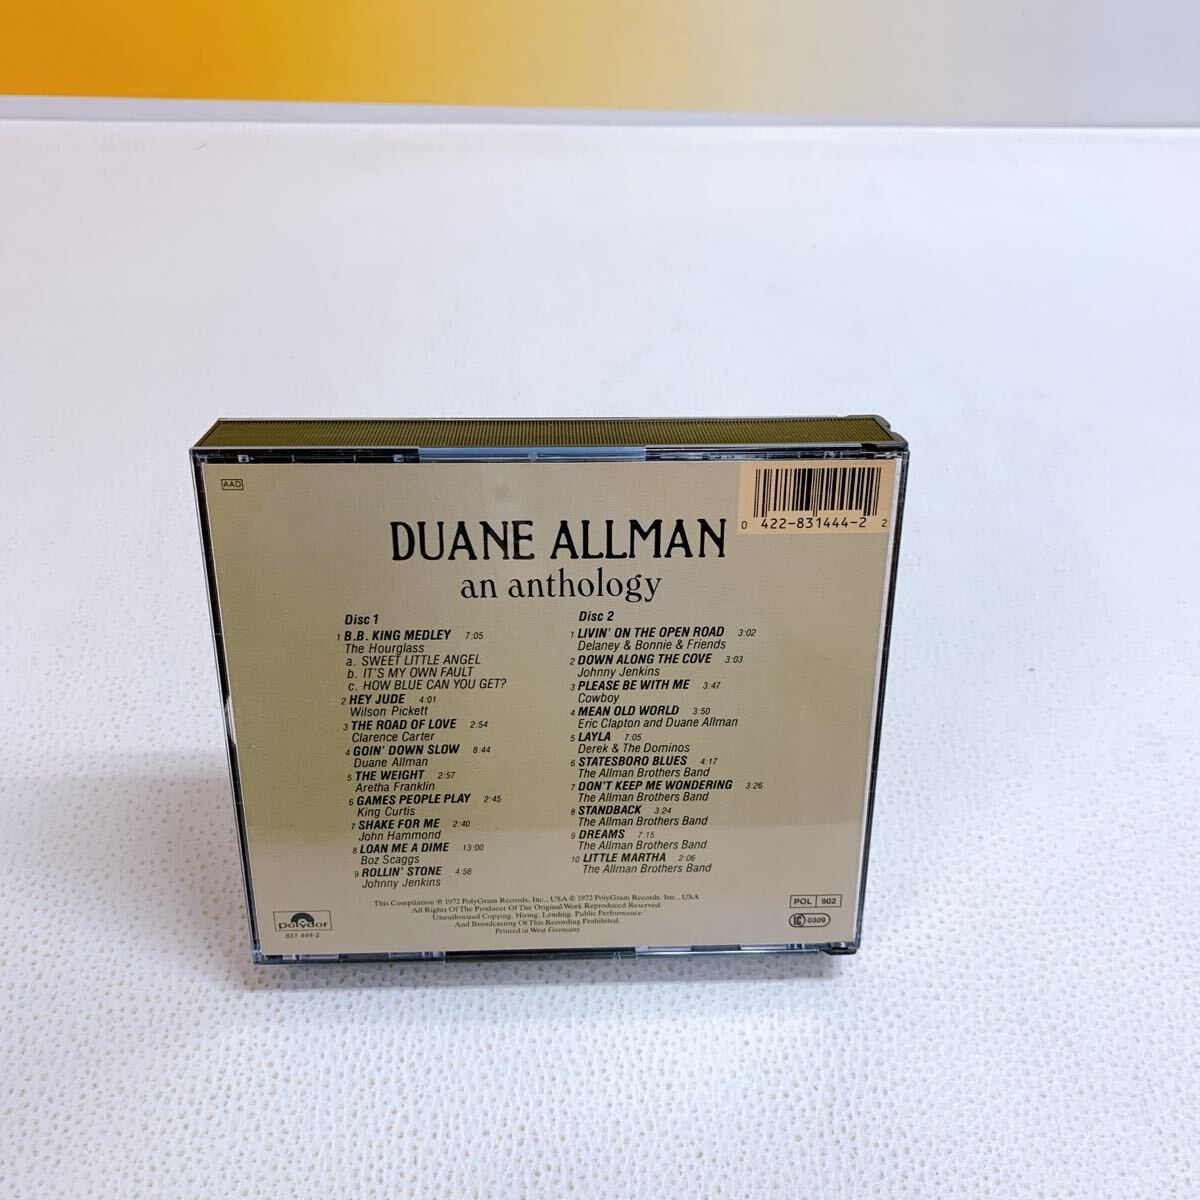 AAD
0 422-831444-2 2
DUANE ALLMAN
an anthology
Disc 1
1 B.B. KING MEDLEY 7:05
The Hourglass
a. SWEET LITTLE ANGEL
b. IT'S MY OWN FAULT
c. HOW BLUE CAN YOU GET?
2 HEY JUDE 4:01
Wilson Pickett
3 THE ROAD OF LOVE 2:54
Clarence Carter
4 GOIN' DOWN SLOW 8:44
Duane Allman
5 THE WEIGHT 2:57
Aretha Franklin
6 GAMES PEOPLE PLAY 2:45
King Curtis
7 SHAKE FOR ME 2:40
John Hammond
8 LOAN ME A DIME 13:00
Boz Scaggs
9 ROLLIN' STONE 4:58
Johnny Jenkins
Disc 2
1 LIVIN' ON THE OPEN ROAD 3:02
Delaney & Bonnie & Friends
2 DOWN ALONG THE COVE 3:03
Johnny Jenkins
3 PLEASE BE WITH ME 3:47
Cowboy
4 MEAN OLD WORLD 3:50
Eric Clapton and Duane Allman
5 LAYLA 7:05
Derek & The Dominos
6 STATESBORO BLUES 4:17
The Allman Brothers Band
7 DON'T KEEP ME WONDERING 3:26
The Allman Brothers Band
8 STANDBACK 3:24
The Allman Brothers Band
9 DREAMS 7:15
The Allman Brothers Band
10 LITTLE MARTHA 2:06
The Allman Brothers Band
This Compilation ℗ 1972 PolyGram Records, Inc., USA © 1972 PolyGram Records, Inc., USA
All Rights Of The Producer Of The Original Work Reproduced Reserved.
Unauthorized Copying, Hiring, Lending, Public Performance
And Broadcasting Of This Recording Prohibited.
Printed in West Germany
polydor
831 444-2
POL 902
LC 0309